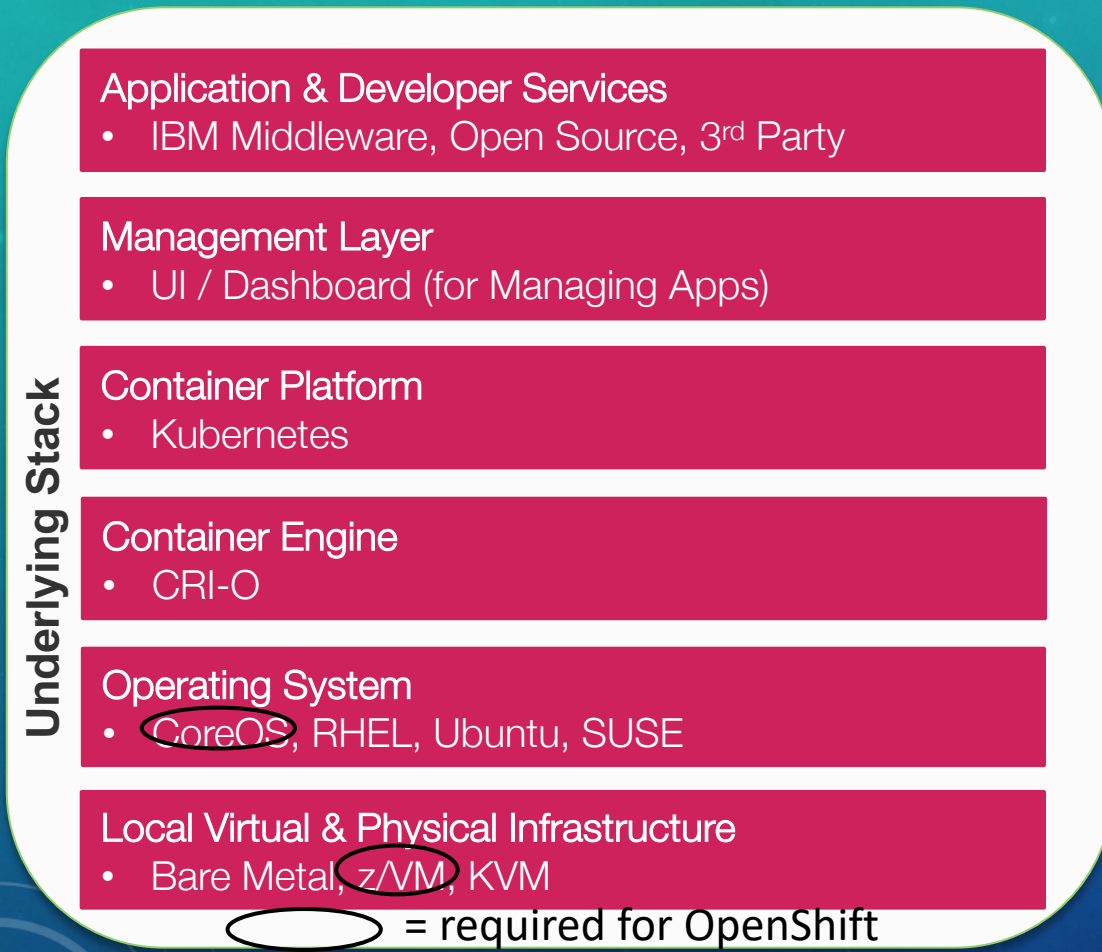 Application & Developer Services
• IBM Middleware, Open Source, 3rd Party
Management Layer
• UI / Dashboard (for Managing Apps)
Container Platform
• Kubernetes
Container Engine
• CRI-O
Operating System
• CoreOS, RHEL, Ubuntu, SUSE
Local Virtual & Physical Infrastructure
• Bare Metal, z/VM, KVM
= required for OpenShift
Underlying Stack